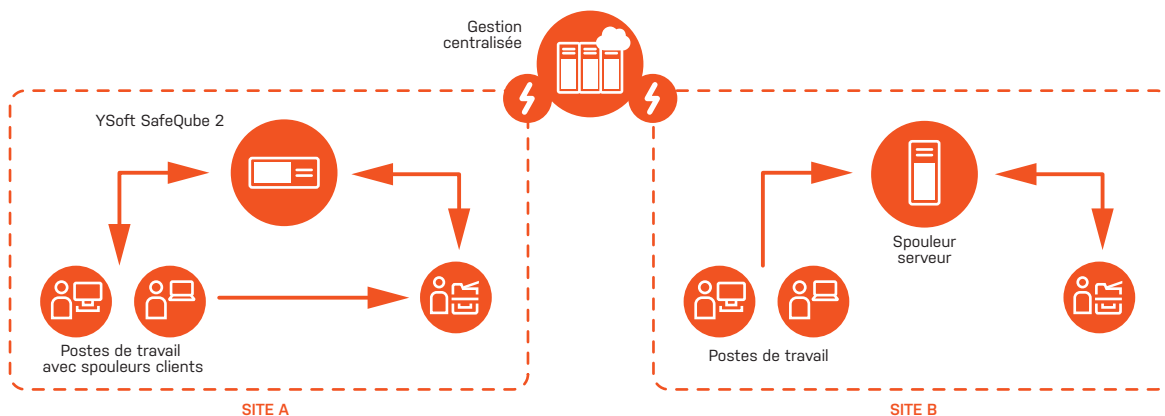 Gestion
centralisée
YSoft SafeQube 2
Postes de travail
avec spouleurs clients
SITE A
Spouleur
serveur
Postes de travail
SITE B